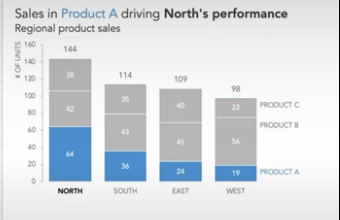 Sales in Product A driving North's performance
Regional product sales
# OF UNITS
160
140
120
100
80
60
40
20
0
144
38
42
64
NORTH
114
35
43
36
SOUTH
109
40
45
24
EAST
98
23
56
19
WEST
PRODUCT C
PRODUCT B
PRODUCT A